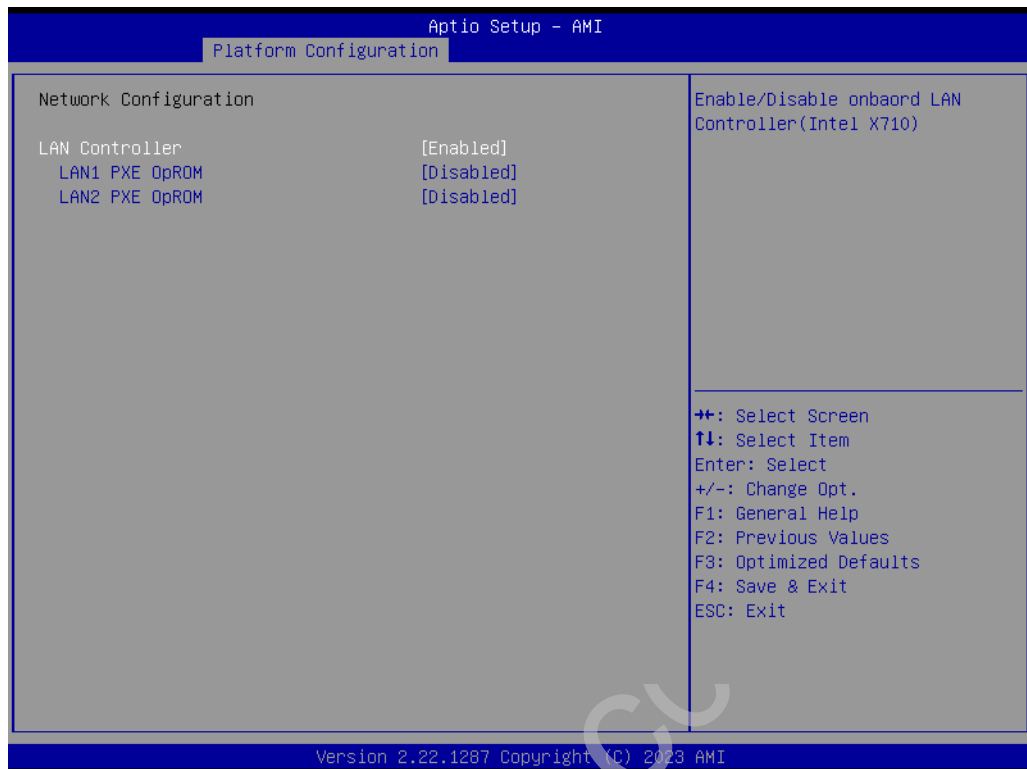 Aptio Setup – AMI
Platform Configuration
Network Configuration
LAN Controller [Enabled]
LAN1 PXE OpROM [Disabled]
LAN2 PXE OpROM [Disabled]
Enable/Disable onbaord LAN
Controller(Intel X710)
→←: Select Screen
↑↓: Select Item
Enter: Select
+/-: Change Opt.
F1: General Help
F2: Previous Values
F3: Optimized Defaults
F4: Save & Exit
ESC: Exit
Version 2.22.1287 Copyright (C) 2023 AMI